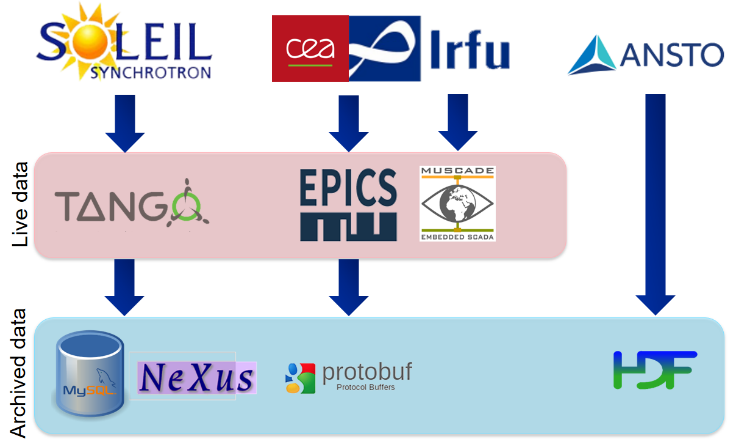 SOLEIL
SYNCHROTRON
cea
Irfu
ANSTO
Live data
TANGO
EPICS
MUSCADE
EMBEDDED SCADA
Archived data
MySQL
NeXus
protobuf
Protocol Buffers
HDF